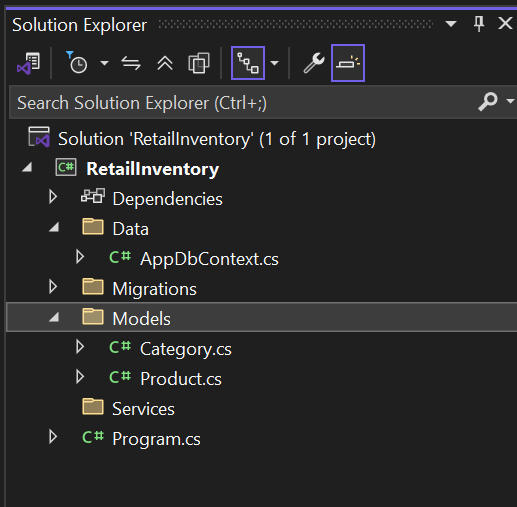 Solution Explorer
Search Solution Explorer (Ctrl+;)
Solution 'RetailInventory' (1 of 1 project)
C# RetailInventory
Dependencies
Data
C# AppDbContext.cs
Migrations
Models
C# Category.cs
C# Product.cs
Services
C# Program.cs